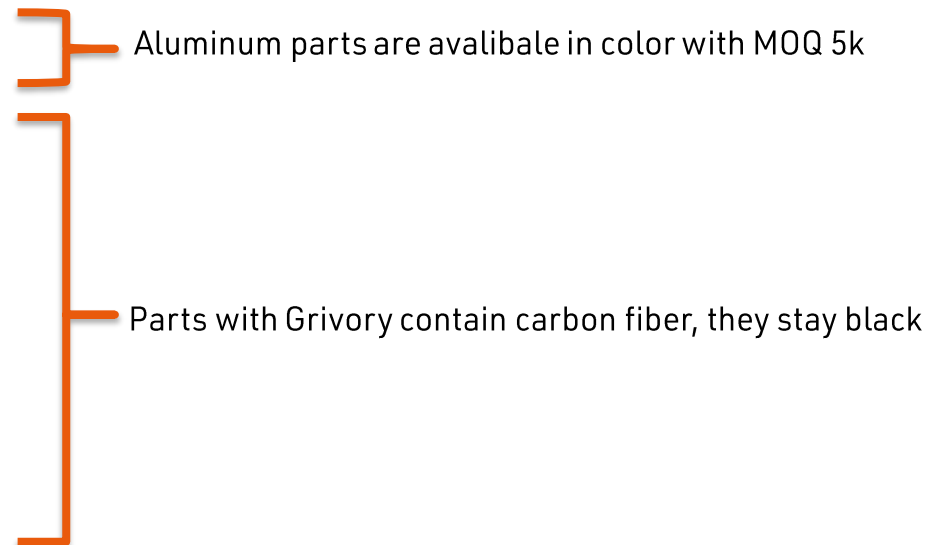 Aluminum parts are avalibale in color with MOQ 5k
Parts with Grivory contain carbon fiber, they stay black